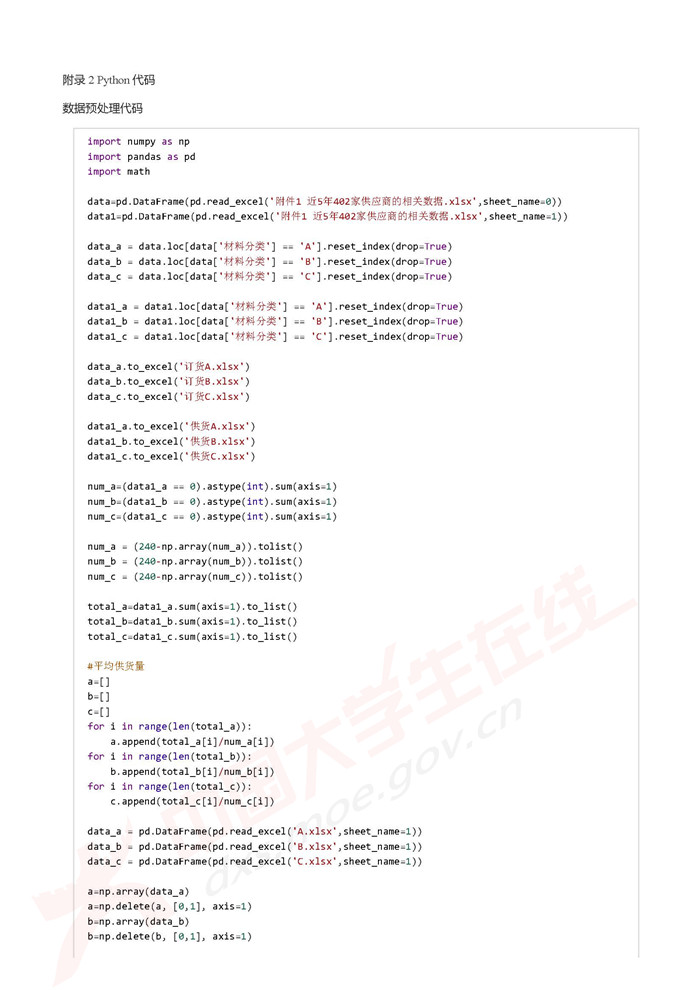 附录 2 Python 代码
数据预处理代码
import numpy as np
import pandas as pd
import math
data=pd.DataFrame(pd.read_excel('附件1 近5年402家供应商的相关数据.xlsx',sheet_name=0))
data1=pd.DataFrame(pd.read_excel('附件1 近5年402家供应商的相关数据.xlsx',sheet_name=1))
data_a = data.loc[data['材料分类'] == 'A'].reset_index(drop=True)
data_b = data.loc[data['材料分类'] == 'B'].reset_index(drop=True)
data_c = data.loc[data['材料分类'] == 'C'].reset_index(drop=True)
data1_a = data1.loc[data['材料分类'] == 'A'].reset_index(drop=True)
data1_b = data1.loc[data['材料分类'] == 'B'].reset_index(drop=True)
data1_c = data1.loc[data['材料分类'] == 'C'].reset_index(drop=True)
data_a.to_excel('订货A.xlsx')
data_b.to_excel('订货B.xlsx')
data_c.to_excel('订货C.xlsx')
data1_a.to_excel('供货A.xlsx')
data1_b.to_excel('供货B.xlsx')
data1_c.to_excel('供货C.xlsx')
num_a=(data1_a == 0).astype(int).sum(axis=1)
num_b=(data1_b == 0).astype(int).sum(axis=1)
num_c=(data1_c == 0).astype(int).sum(axis=1)
num_a = (240-np.array(num_a)).tolist()
num_b = (240-np.array(num_b)).tolist()
num_c = (240-np.array(num_c)).tolist()
total_a=data1_a.sum(axis=1).to_list()
total_b=data1_b.sum(axis=1).to_list()
total_c=data1_c.sum(axis=1).to_list()
#平均供货量
a=[]
b=[]
c=[]
for i in range(len(total_a)):
    a.append(total_a[i]/num_a[i])
for i in range(len(total_b)):
    b.append(total_b[i]/num_b[i])
for i in range(len(total_c)):
    c.append(total_c[i]/num_c[i])
data_a = pd.DataFrame(pd.read_excel('A.xlsx',sheet_name=1))
data_b = pd.DataFrame(pd.read_excel('B.xlsx',sheet_name=1))
data_c = pd.DataFrame(pd.read_excel('C.xlsx',sheet_name=1))
a=np.array(data_a)
a=np.delete(a, [0,1], axis=1)
b=np.array(data_b)
b=np.delete(b, [0,1], axis=1)
中国大学生在线
dxs.moe.gov.cn